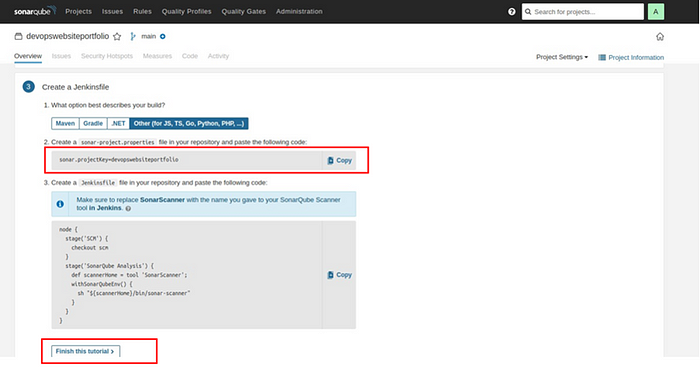 sonarqube Projects Issues Rules Quality Profiles Quality Gates Administration ? Search for projects... A
devopswebsiteportfolio main
Overview Issues Security Hotspots Measures Code Activity Project Settings Project Information
3 Create a Jenkinsfile
1. What option best describes your build?
Maven Gradle .NET Other (for JS, TS, Go, Python, PHP, ...)
2. Create a sonar-project.properties file in your repository and paste the following code:
sonar.projectKey=devopswebsiteportfolio Copy
3. Create a Jenkinsfile file in your repository and paste the following code:
Make sure to replace SonarScanner with the name you gave to your SonarQube Scanner
tool in Jenkins. ?
node {
stage('SCM') {
checkout scm
}
stage('SonarQube Analysis') {
def scannerHome = tool 'SonarScanner';
withSonarQubeEnv() {
sh "${scannerHome}/bin/sonar-scanner"
}
}
}
Copy
Finish this tutorial >